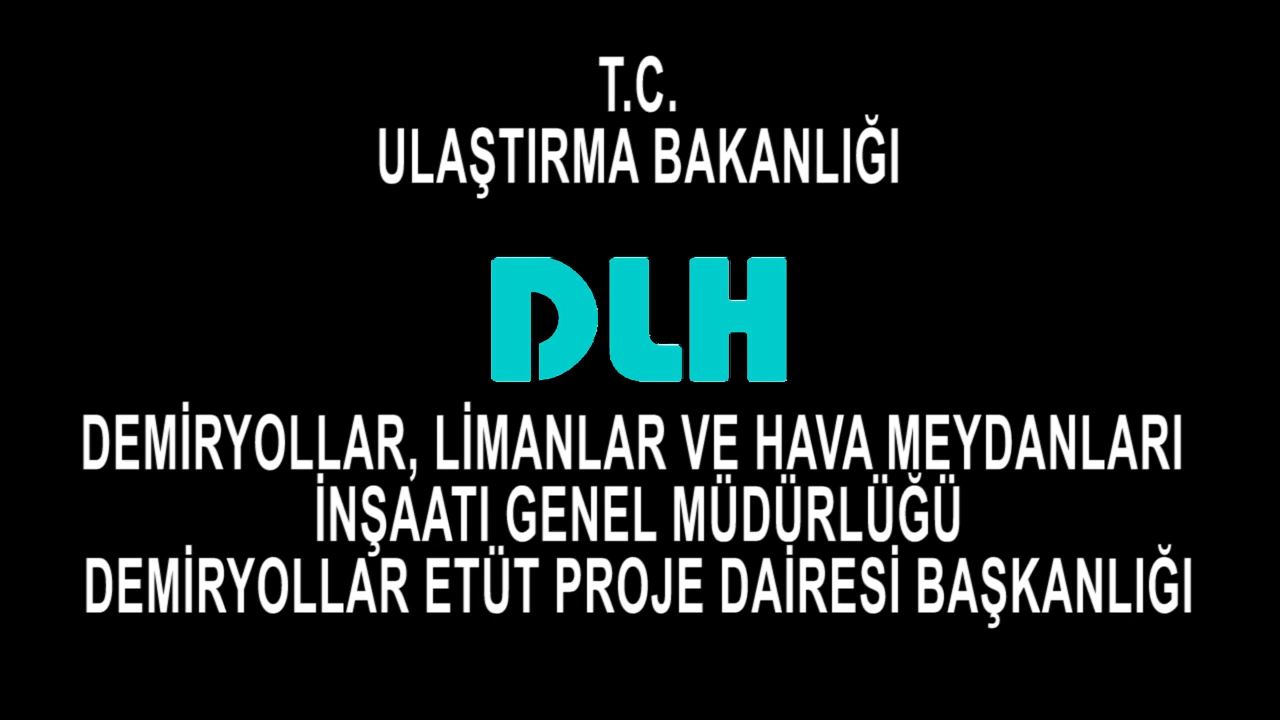 T.C.
ULAŞTIRMA BAKANLIĞI
DLH
DEMİRYOLLAR, LİMANLAR VE HAVA MEYDANLARI
İNŞAATI GENEL MÜDÜRLÜĞÜ
DEMİRYOLLAR ETÜT PROJE DAİRESİ BAŞKANLIĞI